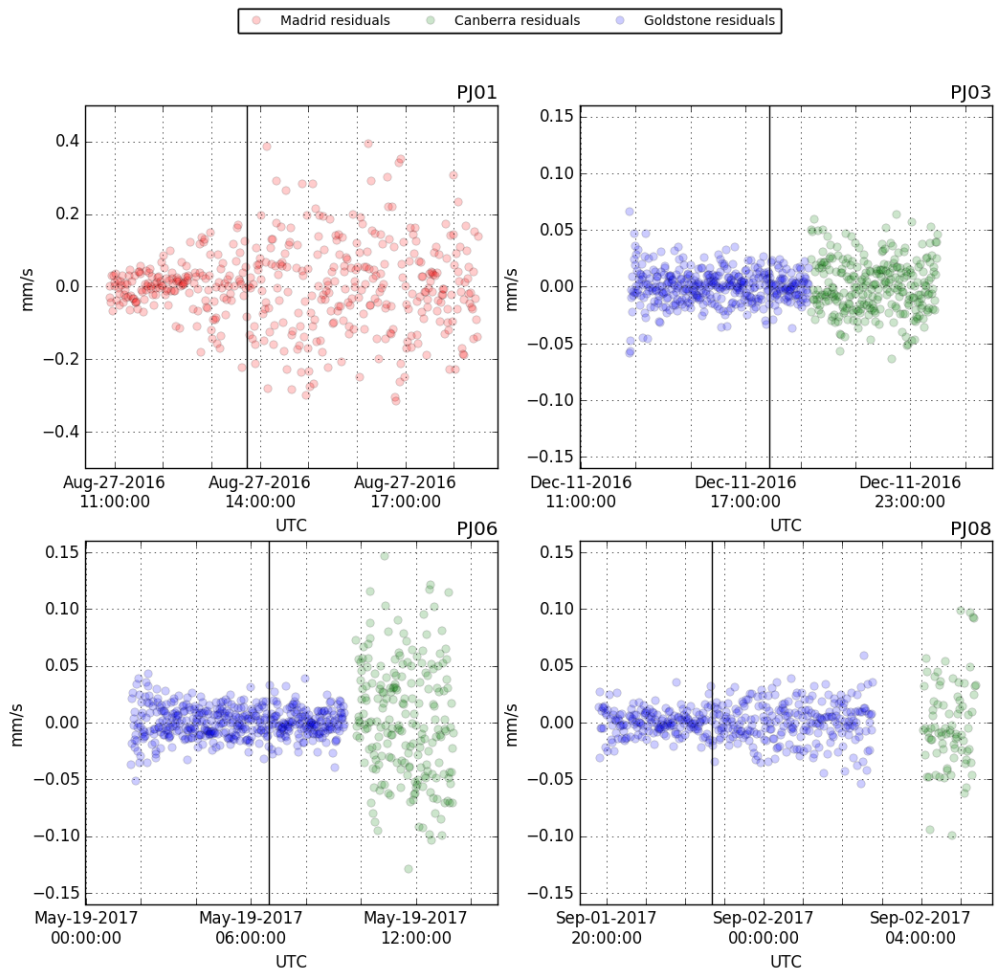 Madrid residuals Canberra residuals Goldstone residuals
PJ01
0.4
0.2
0.0
−0.2
−0.4
mm/s
Aug-27-2016 Aug-27-2016 Aug-27-2016
11:00:00 14:00:00 17:00:00
UTC
PJ03
0.15
0.10
0.05
0.00
−0.05
−0.10
−0.15
mm/s
Dec-11-2016 Dec-11-2016 Dec-11-2016
11:00:00 17:00:00 23:00:00
UTC
PJ06
0.15
0.10
0.05
0.00
−0.05
−0.10
−0.15
mm/s
May-19-2017 May-19-2017 May-19-2017
00:00:00 06:00:00 12:00:00
UTC
PJ08
0.15
0.10
0.05
0.00
−0.05
−0.10
−0.15
mm/s
Sep-01-2017 Sep-02-2017 Sep-02-2017
20:00:00 00:00:00 04:00:00
UTC